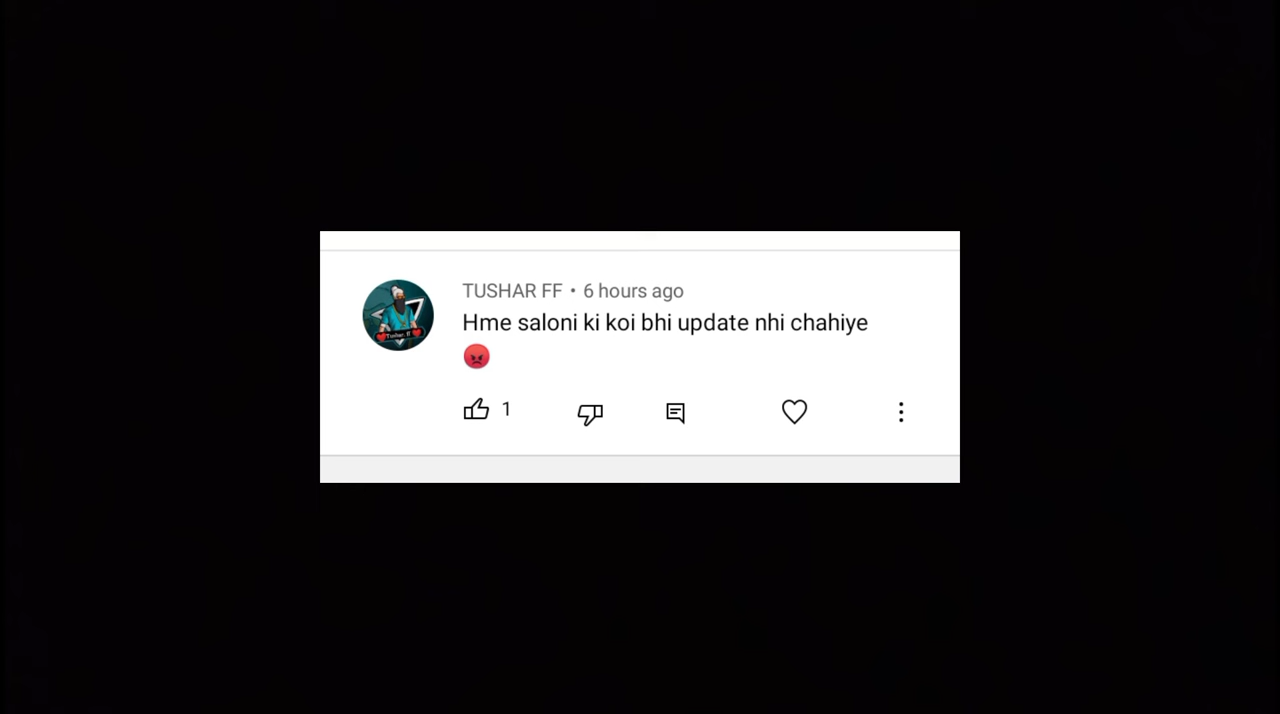 TUSHAR FF • 6 hours ago
Hme saloni ki koi bhi update nhi chahiye
😡
1